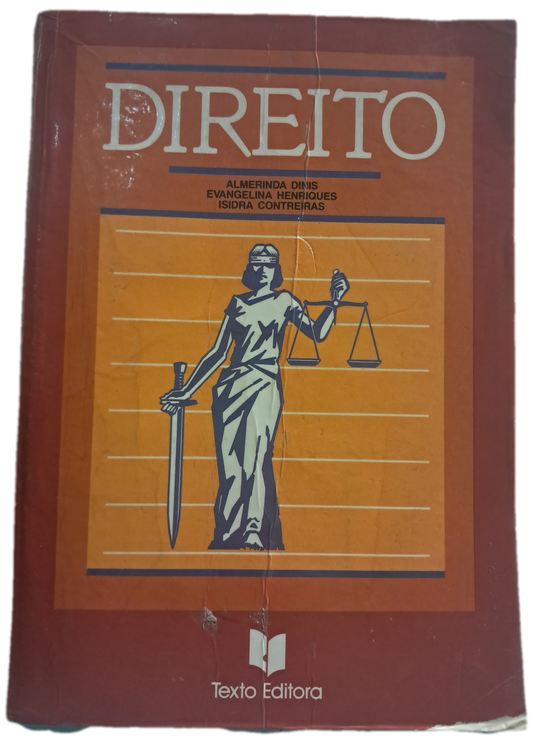 DIREITO
ALMERINDA DINIS
EVANGELINA HENRIQUES
ISIDRA CONTREIRAS
Texto Editora